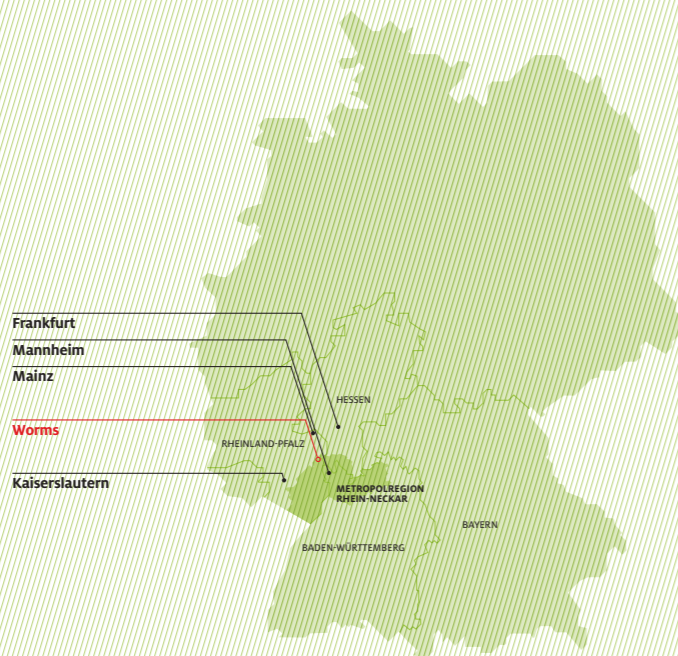 Frankfurt
Mannheim
Mainz
HESSEN
Worms
RHEINLAND-PFALZ
Kaiserslautern
METROPOLREGION
RHEIN-NECKAR
BAYERN
BADEN-WÜRTTEMBERG